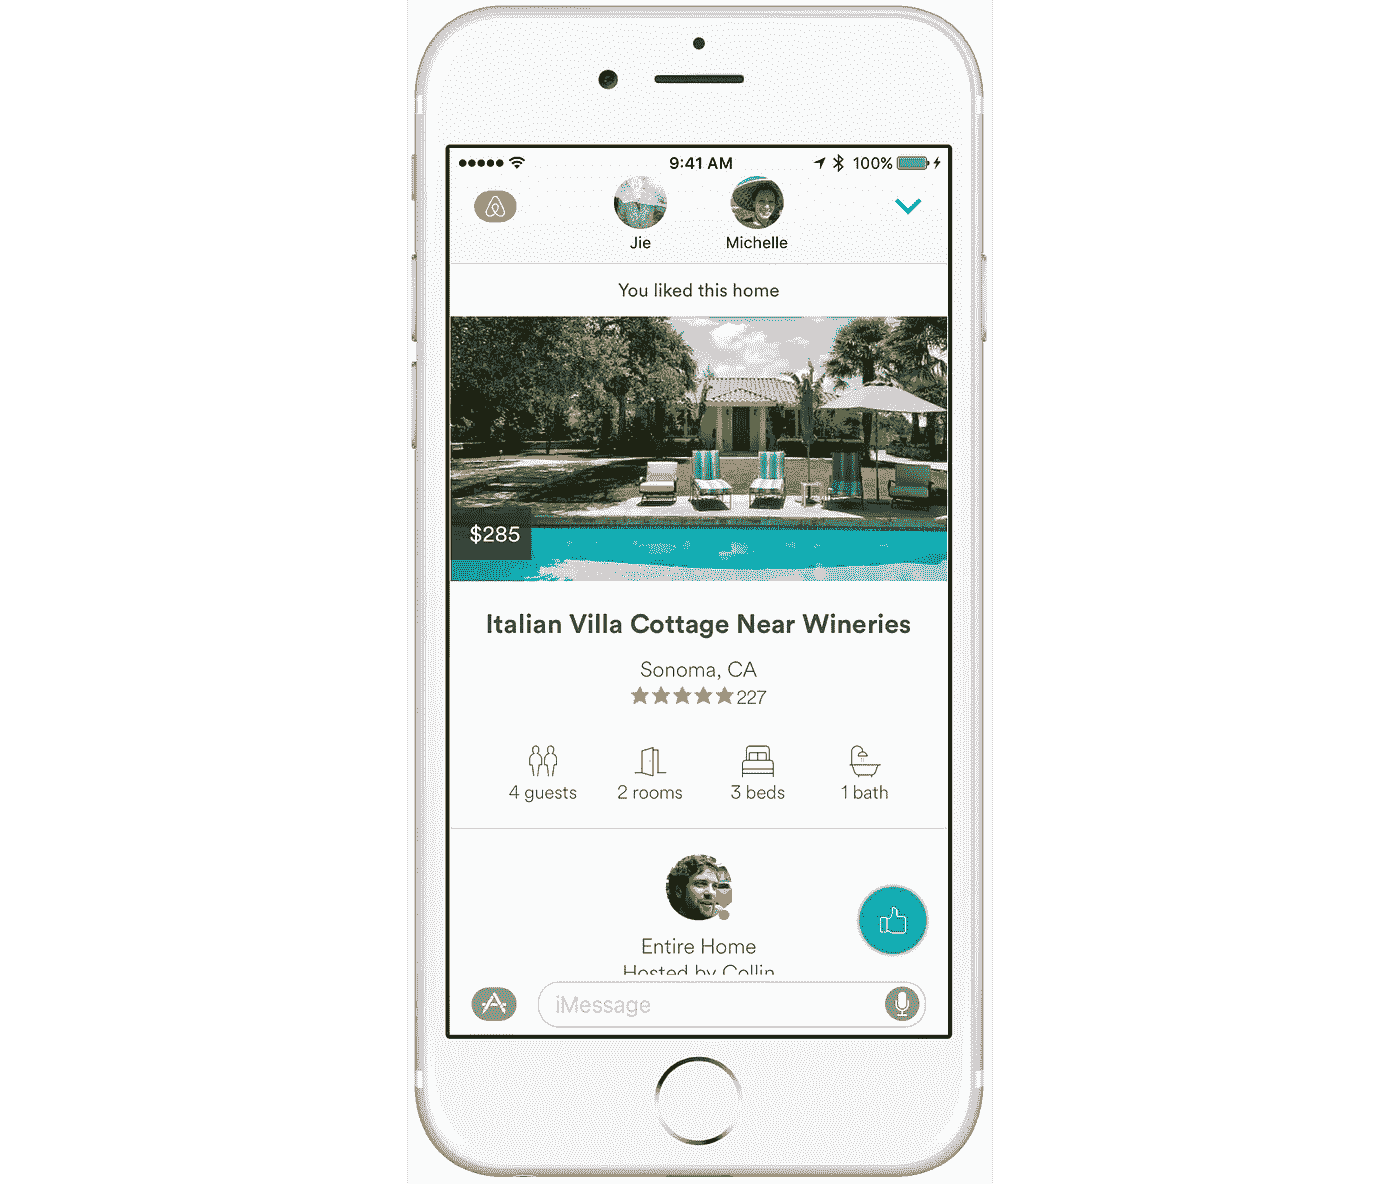 9:41 AM
100%
Jie
Michelle
You liked this home
$285
Italian Villa Cottage Near Wineries
Sonoma, CA
227
4 guests
2 rooms
3 beds
1 bath
Entire Home
Hosted by Collin
iMessage